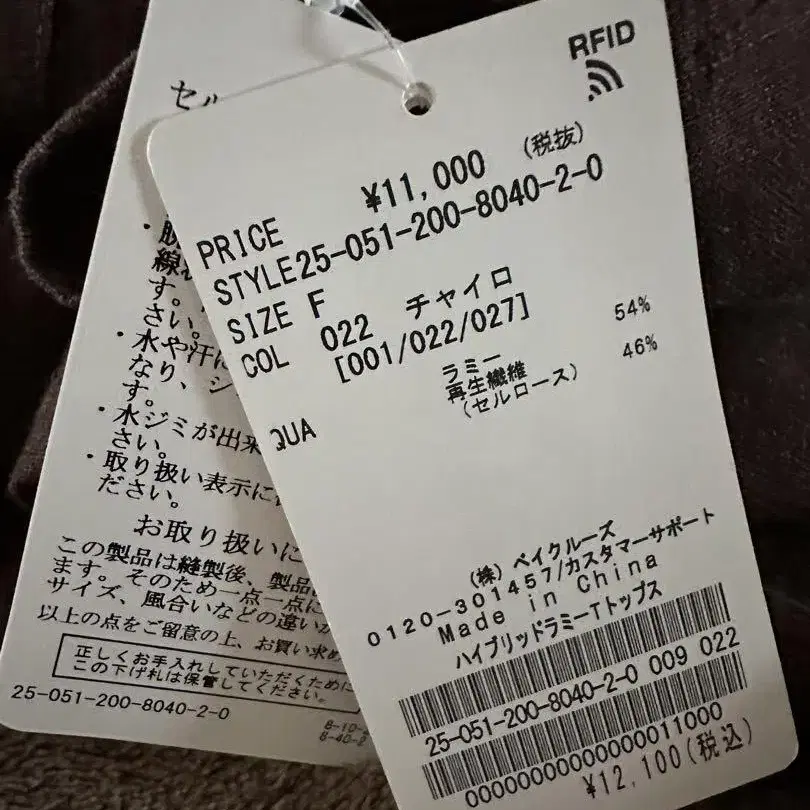 RFID
PRICE ¥11,000 (税抜)
STYLE25-051-200-8040-2-0
SIZE F
COL 022 チャイロ
[001/022/027]
QUA ラミー 54%
再生繊維 46%
(セルロース)
(株) ベイクルーズ
0120-301457/カスタマーサポート
Made in China
ハイブリッドラミーTトップス
25-051-200-8040-2-0 009 022
0000000000000000011000
¥12,100(税込)
セル
・脱
線状
す。
さい。
・水や汗に
なり、シ
す。
・水ジミが出来
さい。
・取り扱い表示に
ださい。
お取り扱いに
この製品は縫製後、製品
ます。そのため一点一点に
サイズ、風合いなどの違いが
以上の点をご留意の上、お買い求め
正しくお手入れしていただくために
この下げ札は保管してください。
25-051-200-8040-2-0